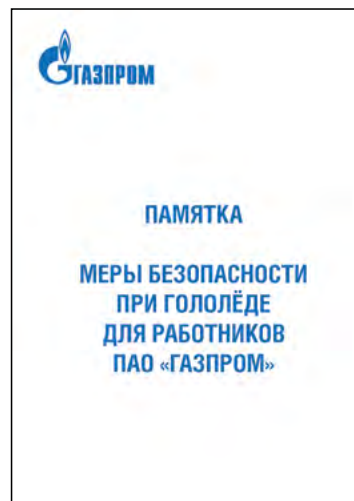 ГАЗПРОМ
ПАМЯТКА
МЕРЫ БЕЗОПАСНОСТИ
ПРИ ГОЛОЛЁДЕ
ДЛЯ РАБОТНИКОВ
ПАО «ГАЗПРОМ»